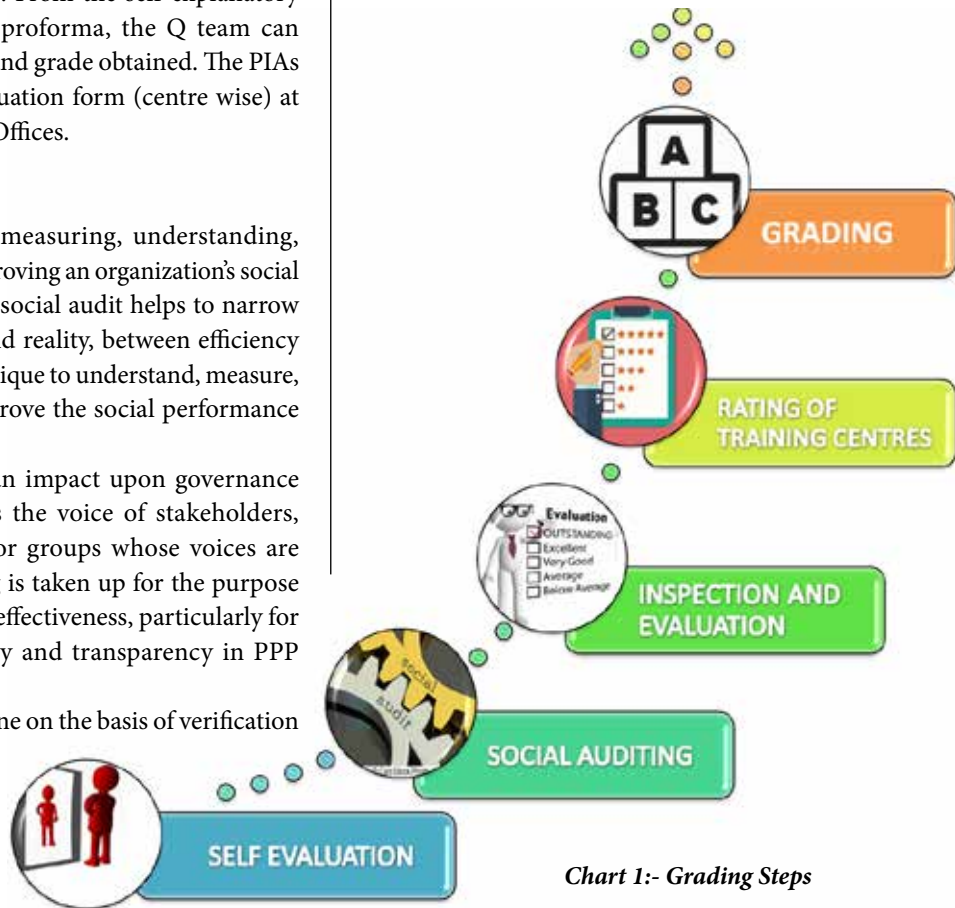 proforma, the Q team can
and grade obtained. The PIAs
uation form (centre wise) at
Offices.
measuring, understanding,
roving an organization's social
social audit helps to narrow
d reality, between efficiency
nique to understand, measure,
prove the social performance
an impact upon governance
s the voice of stakeholders,
or groups whose voices are
g is taken up for the purpose
effectiveness, particularly for
y and transparency in PPP
ne on the basis of verification
A
B C
GRADING
RATING OF
TRAINING CENTRES
Evaluation
OUTSTANDING
Excellent
Very Good
Average
Below Average
INSPECTION AND
EVALUATION
social
audit
SOCIAL AUDITING
SELF EVALUATION
Chart 1:- Grading Steps